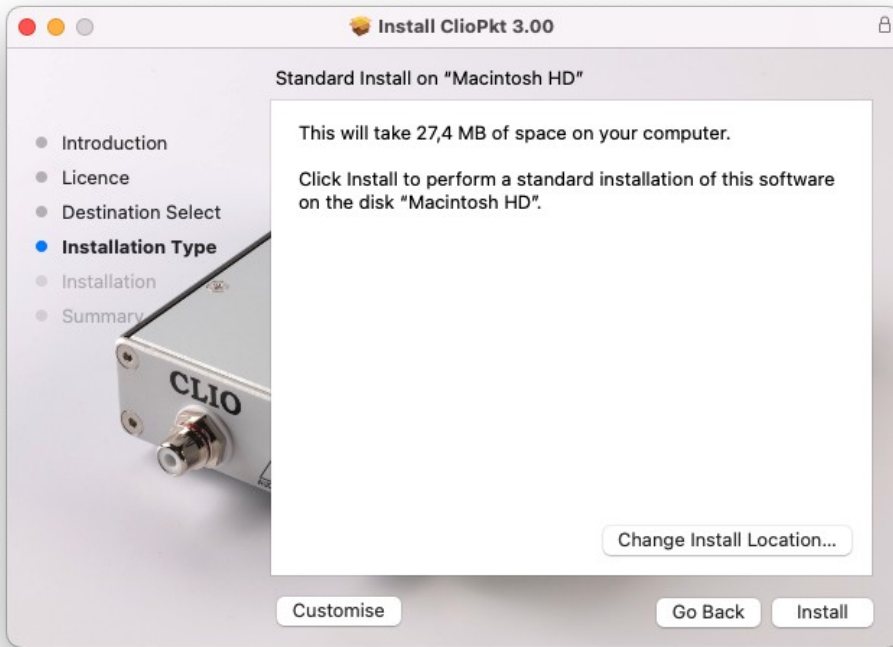 Install ClioPkt 3.00
Standard Install on “Macintosh HD”
Introduction
Licence
Destination Select
Installation Type
Installation
Summary
This will take 27,4 MB of space on your computer.
Click Install to perform a standard installation of this software
on the disk “Macintosh HD”.
CLIO
Change Install Location...
Customise
Go Back
Install